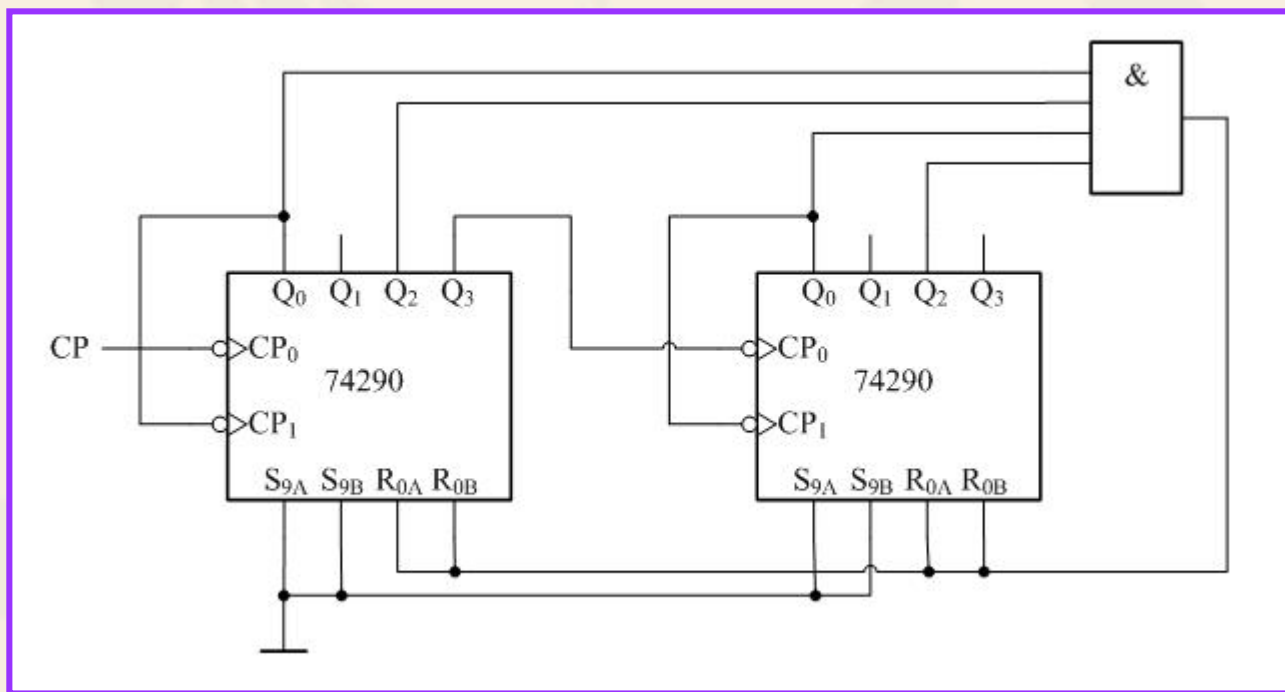 &
Q₀ Q₁ Q₂ Q₃
Q₀ Q₁ Q₂ Q₃
CP
CP₀
CP₀
74290
74290
CP₁
CP₁
S₉A S₉B R₀A R₀B
S₉A S₉B R₀A R₀B